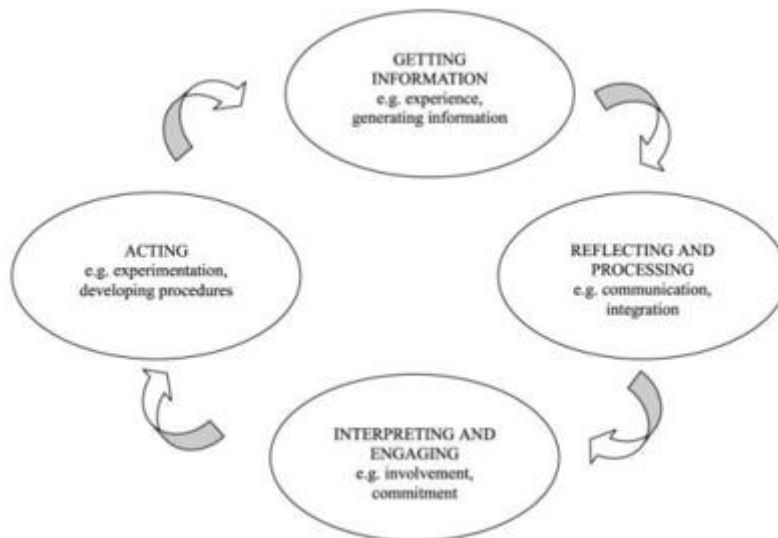 GETTING
INFORMATION
e.g. experience,
generating information
REFLECTING AND
PROCESSING
e.g. communication,
integration
INTERPRETING AND
ENGAGING
e.g. involvement,
commitment
ACTING
e.g. experimentation,
developing procedures